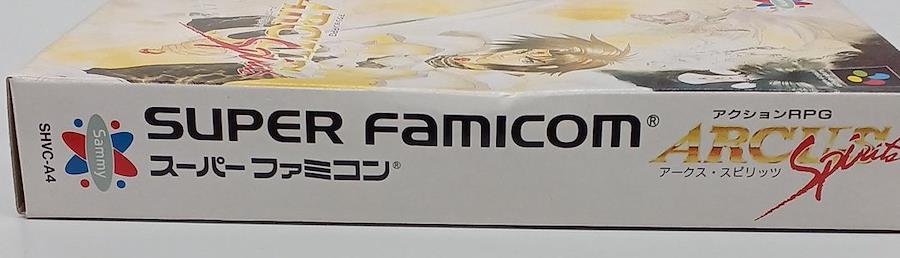 SHVC-A4
Sammy
SUPER FAMICOM®
スーパーファミコン®
アクションRPG
ARCUS
Spirits
アークス・スピリッツ